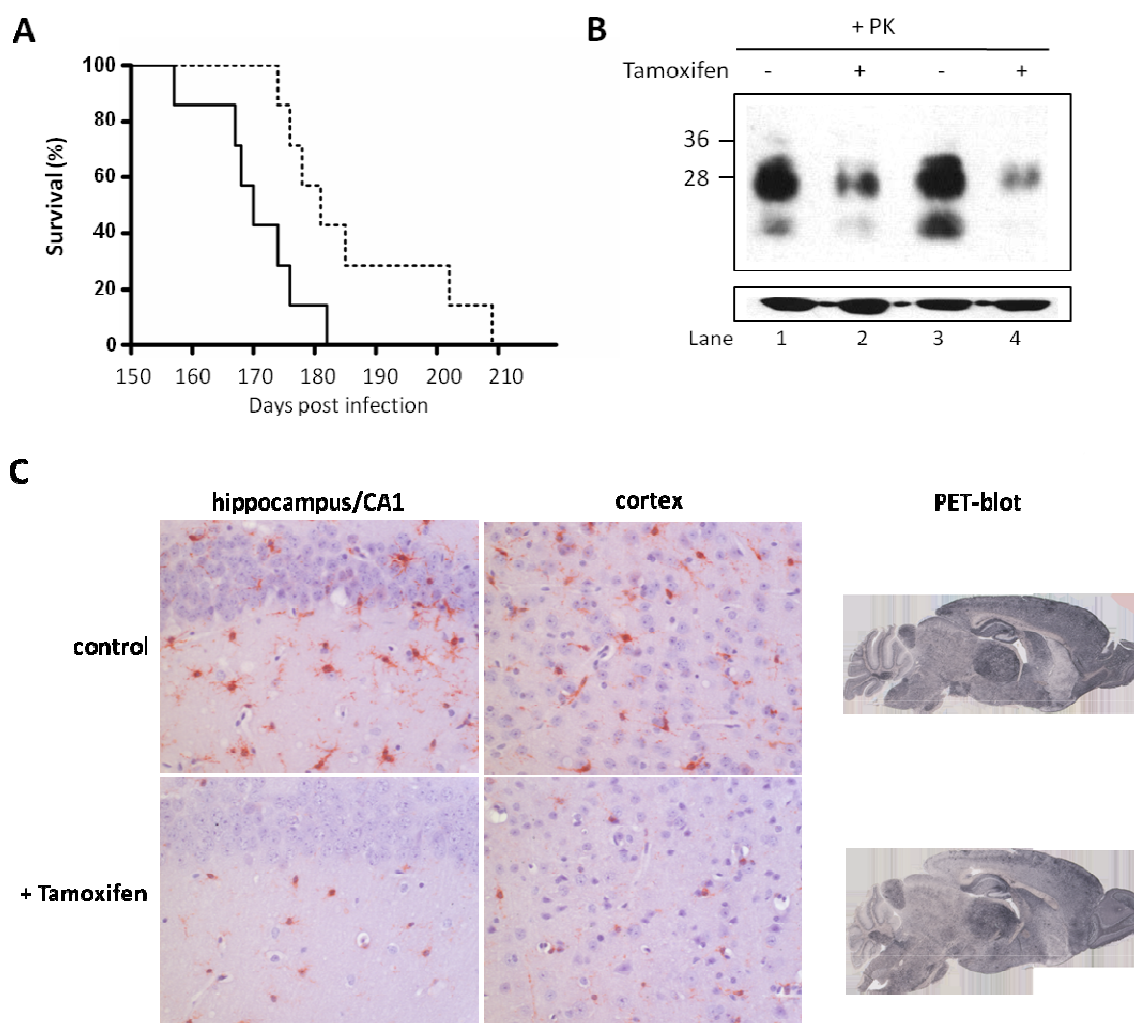 A
100
80
60
40
20
0
Survival (%)
150 160 170 180 190 200 210
Days post infection
B
+ PK
Tamoxifen - + - +
36
28
Lane 1 2 3 4
C
hippocampus/CA1 cortex PET-blot
control
+ Tamoxifen